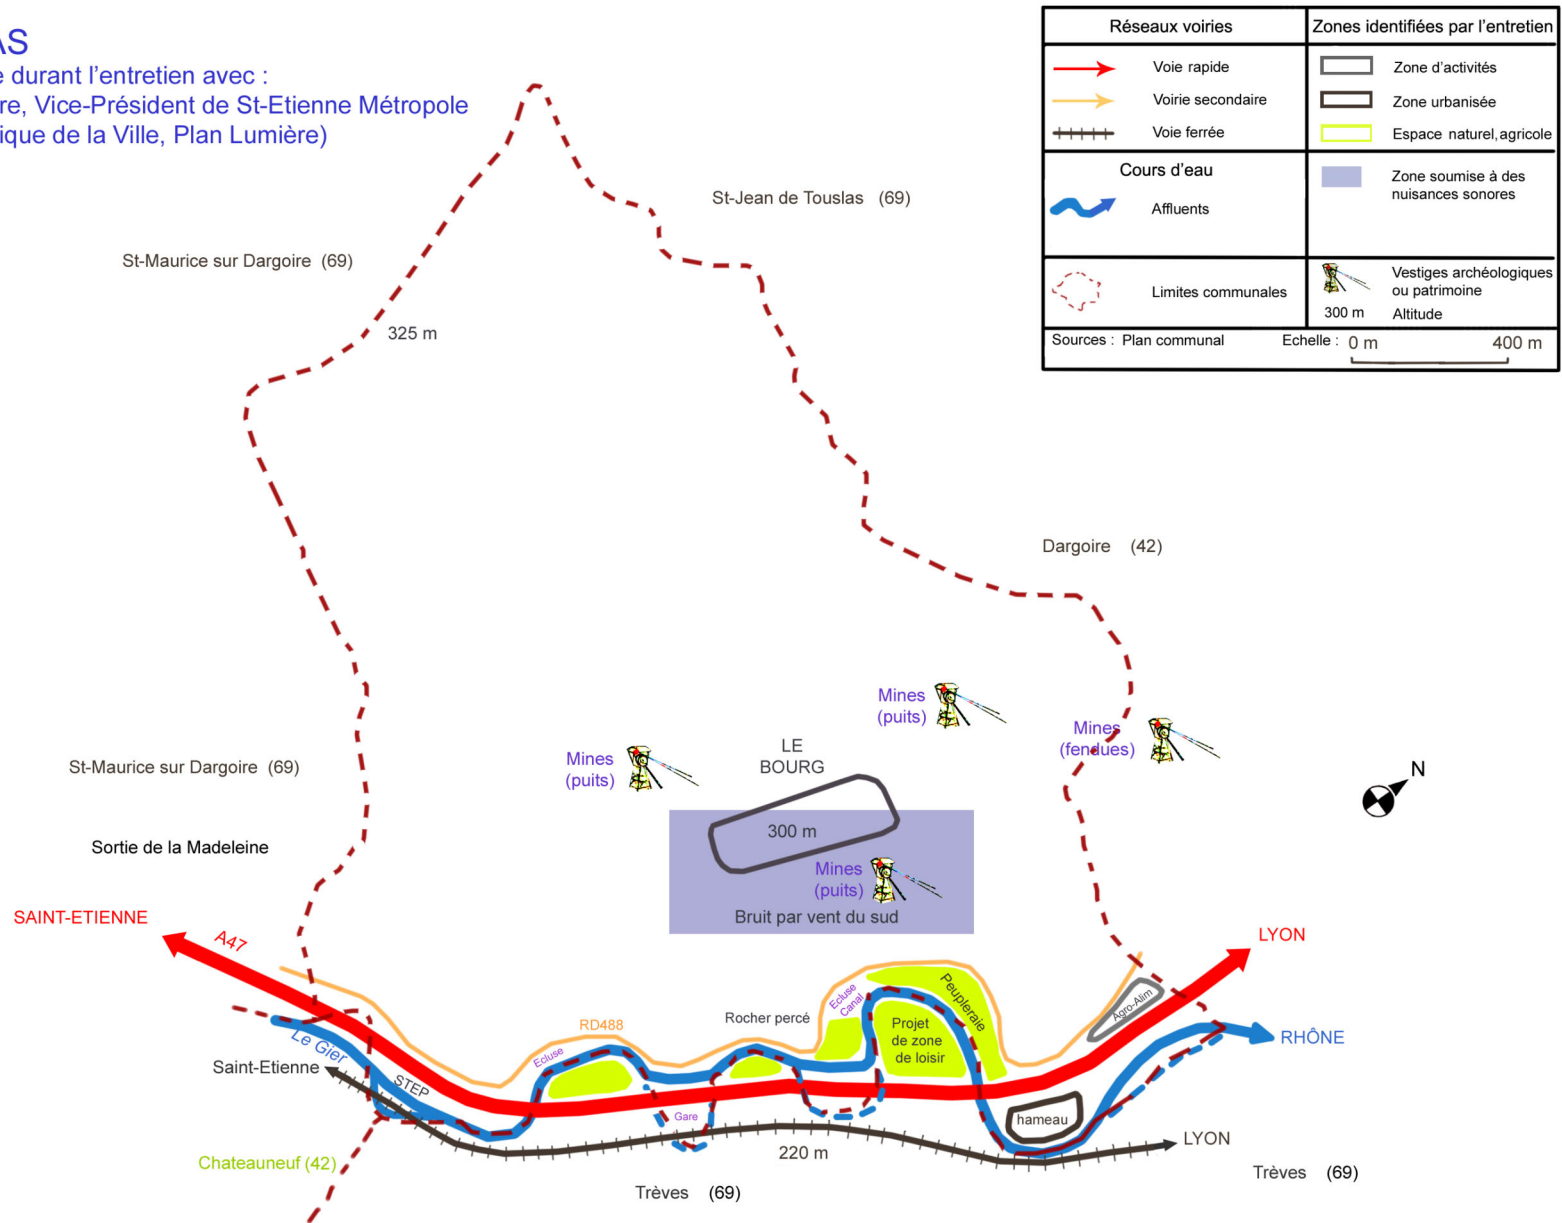 AS
e durant l’entretien avec :
re, Vice-Président de St-Etienne Métropole
ique de la Ville, Plan Lumière)
Réseaux voiries
Zones identifiées par l’entretien
Voie rapide
Voirie secondaire
Voie ferrée
Zone d’activités
Zone urbanisée
Espace naturel, agricole
Cours d’eau
Affluents
Zone soumise à des
nuisances sonores
Limites communales
Vestiges archéologiques
ou patrimoine
300 m Altitude
Sources : Plan communal
Echelle : 0 m 400 m
St-Jean de Touslas (69)
St-Maurice sur Dargoire (69)
325 m
Dargoire (42)
Mines
(puits)
Mines
(fendues)
LE
BOURG
Mines
(puits)
St-Maurice sur Dargoire (69)
N
300 m
Sortie de la Madeleine
Mines
(puits)
Bruit par vent du sud
SAINT-ETIENNE
A47
LYON
Peupleraie
Ecluse
Canal
Agro-Alim
Rocher percé
RD488
Projet
de zone
de loisir
Le Gier
Ecluse
RHÔNE
Saint-Etienne
STEP
Gare
hameau
LYON
220 m
Chateauneuf (42)
Trèves (69)
Trèves (69)